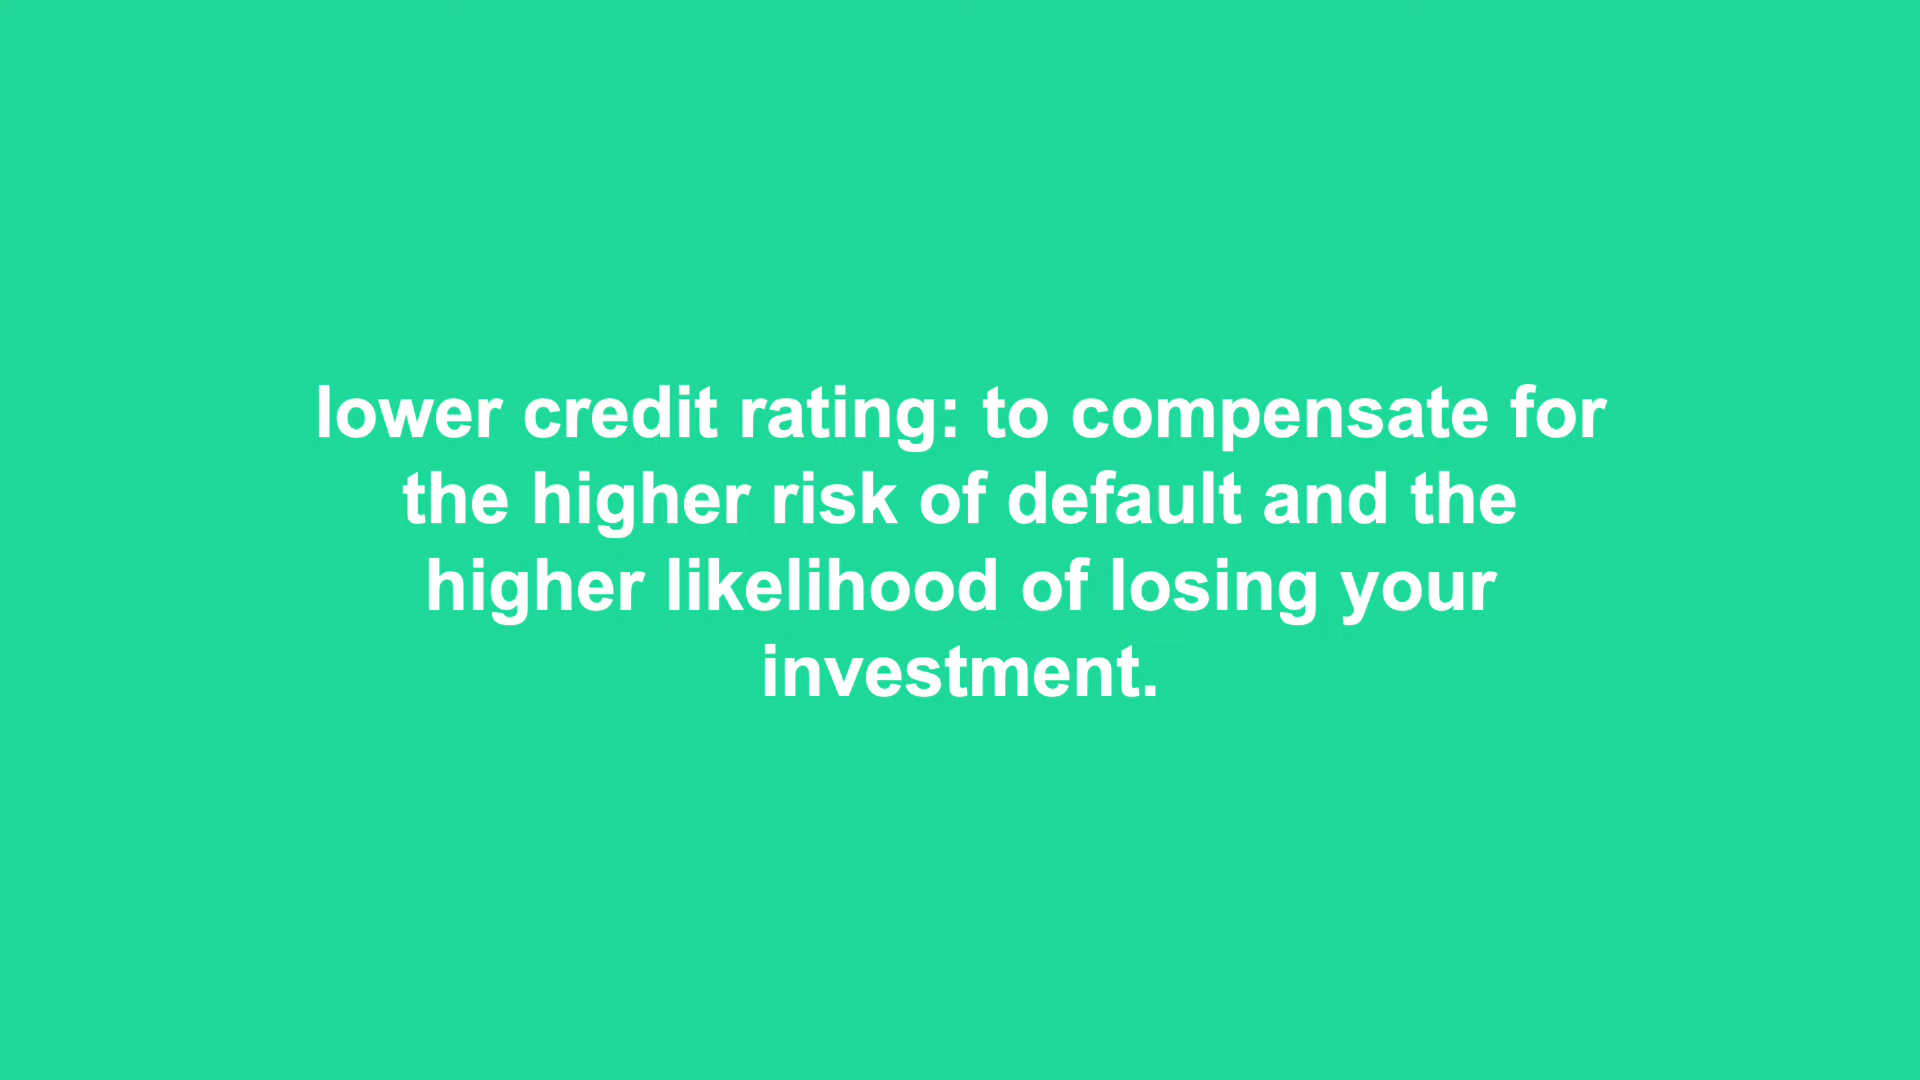 lower credit rating: to compensate for
the higher risk of default and the
higher likelihood of losing your
investment.